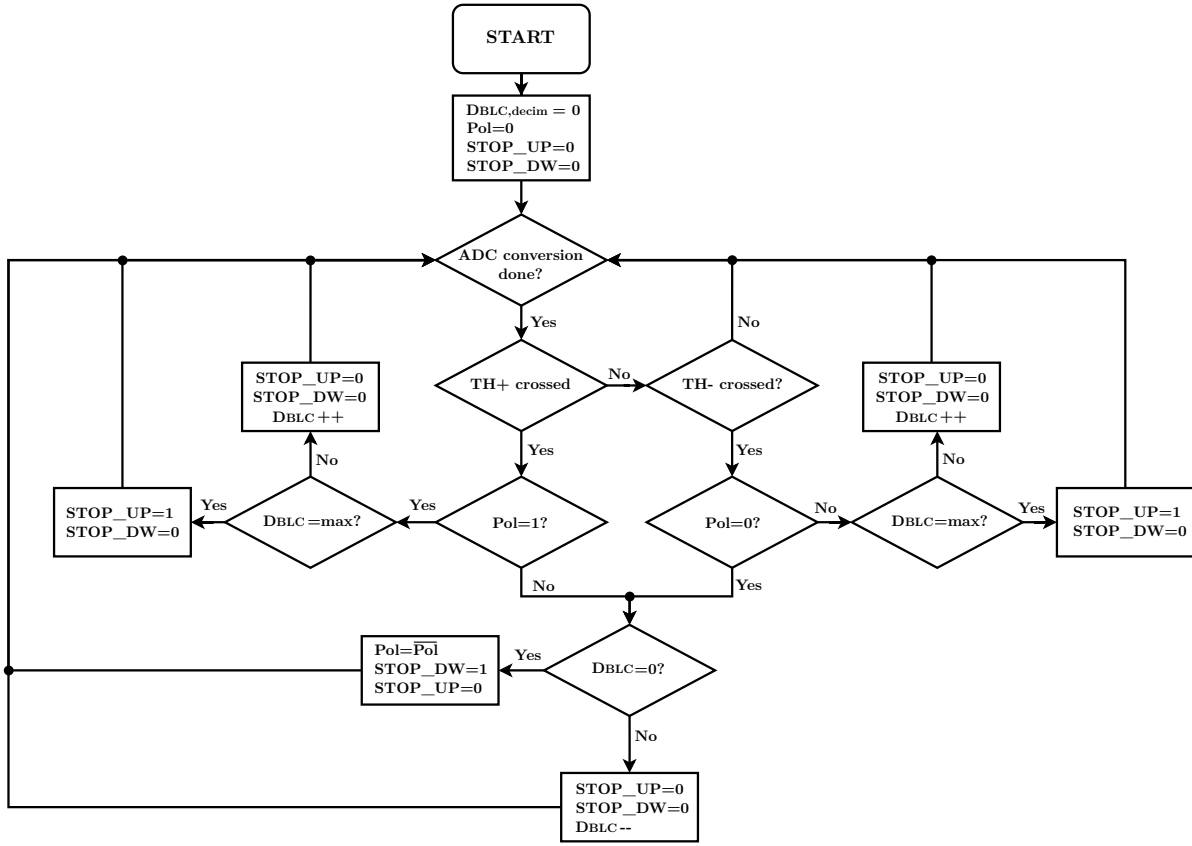 START
DBLC,decim = 0
Pol=0
STOP_UP=0
STOP_DW=0
ADC conversion
done?
Yes
No
STOP_UP=0
STOP_DW=0
DBLC++
TH+ crossed
No
TH- crossed?
STOP_UP=0
STOP_DW=0
DBLC++
No
Yes
Yes
No
STOP_UP=1
STOP_DW=0
Yes
DBLC=max?
Yes
Pol=1?
Pol=0?
No
DBLC=max?
Yes
STOP_UP=1
STOP_DW=0
No
Yes
Pol=P̅o̅l̅
STOP_DW=1
STOP_UP=0
Yes
DBLC=0?
No
STOP_UP=0
STOP_DW=0
DBLC--